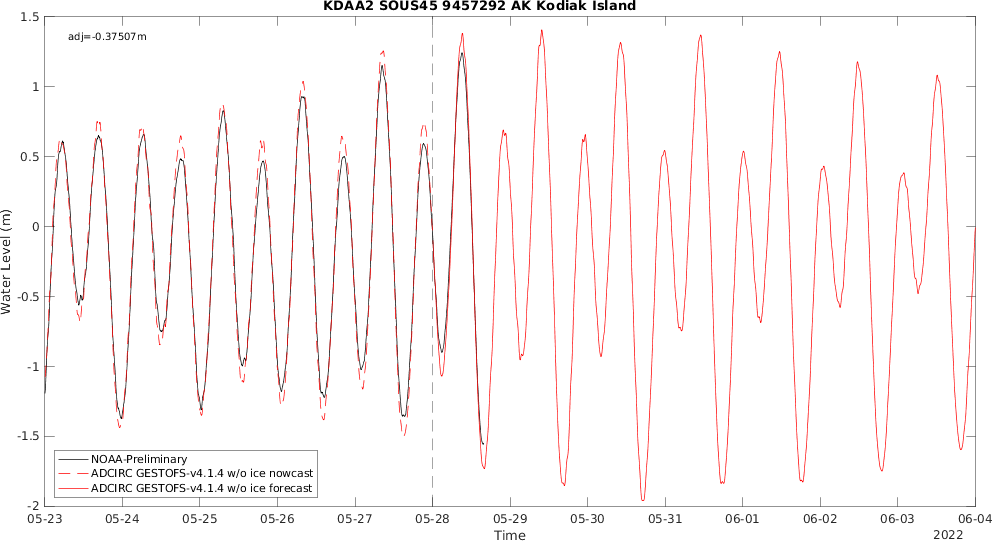 KDAA2 SOUS45 9457292 AK Kodiak Island
adj=-0.37507m
1.5
1
0.5
0
-0.5
-1
-1.5
-2
Water Level (m)
NOAA-Preliminary
ADCIRC GESTOFS-v4.1.4 w/o ice nowcast
ADCIRC GESTOFS-v4.1.4 w/o ice forecast
05-23 05-24 05-25 05-26 05-27 05-28 05-29 05-30 05-31 06-01 06-02 06-03 06-04
Time
2022